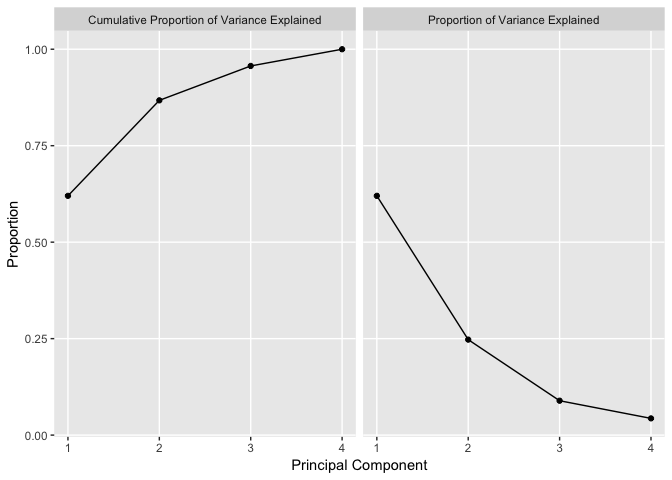 Cumulative Proportion of Variance Explained
Proportion of Variance Explained
Proportion
1.00
0.75
0.50
0.25
0.00
1 2 3 4
1 2 3 4
Principal Component